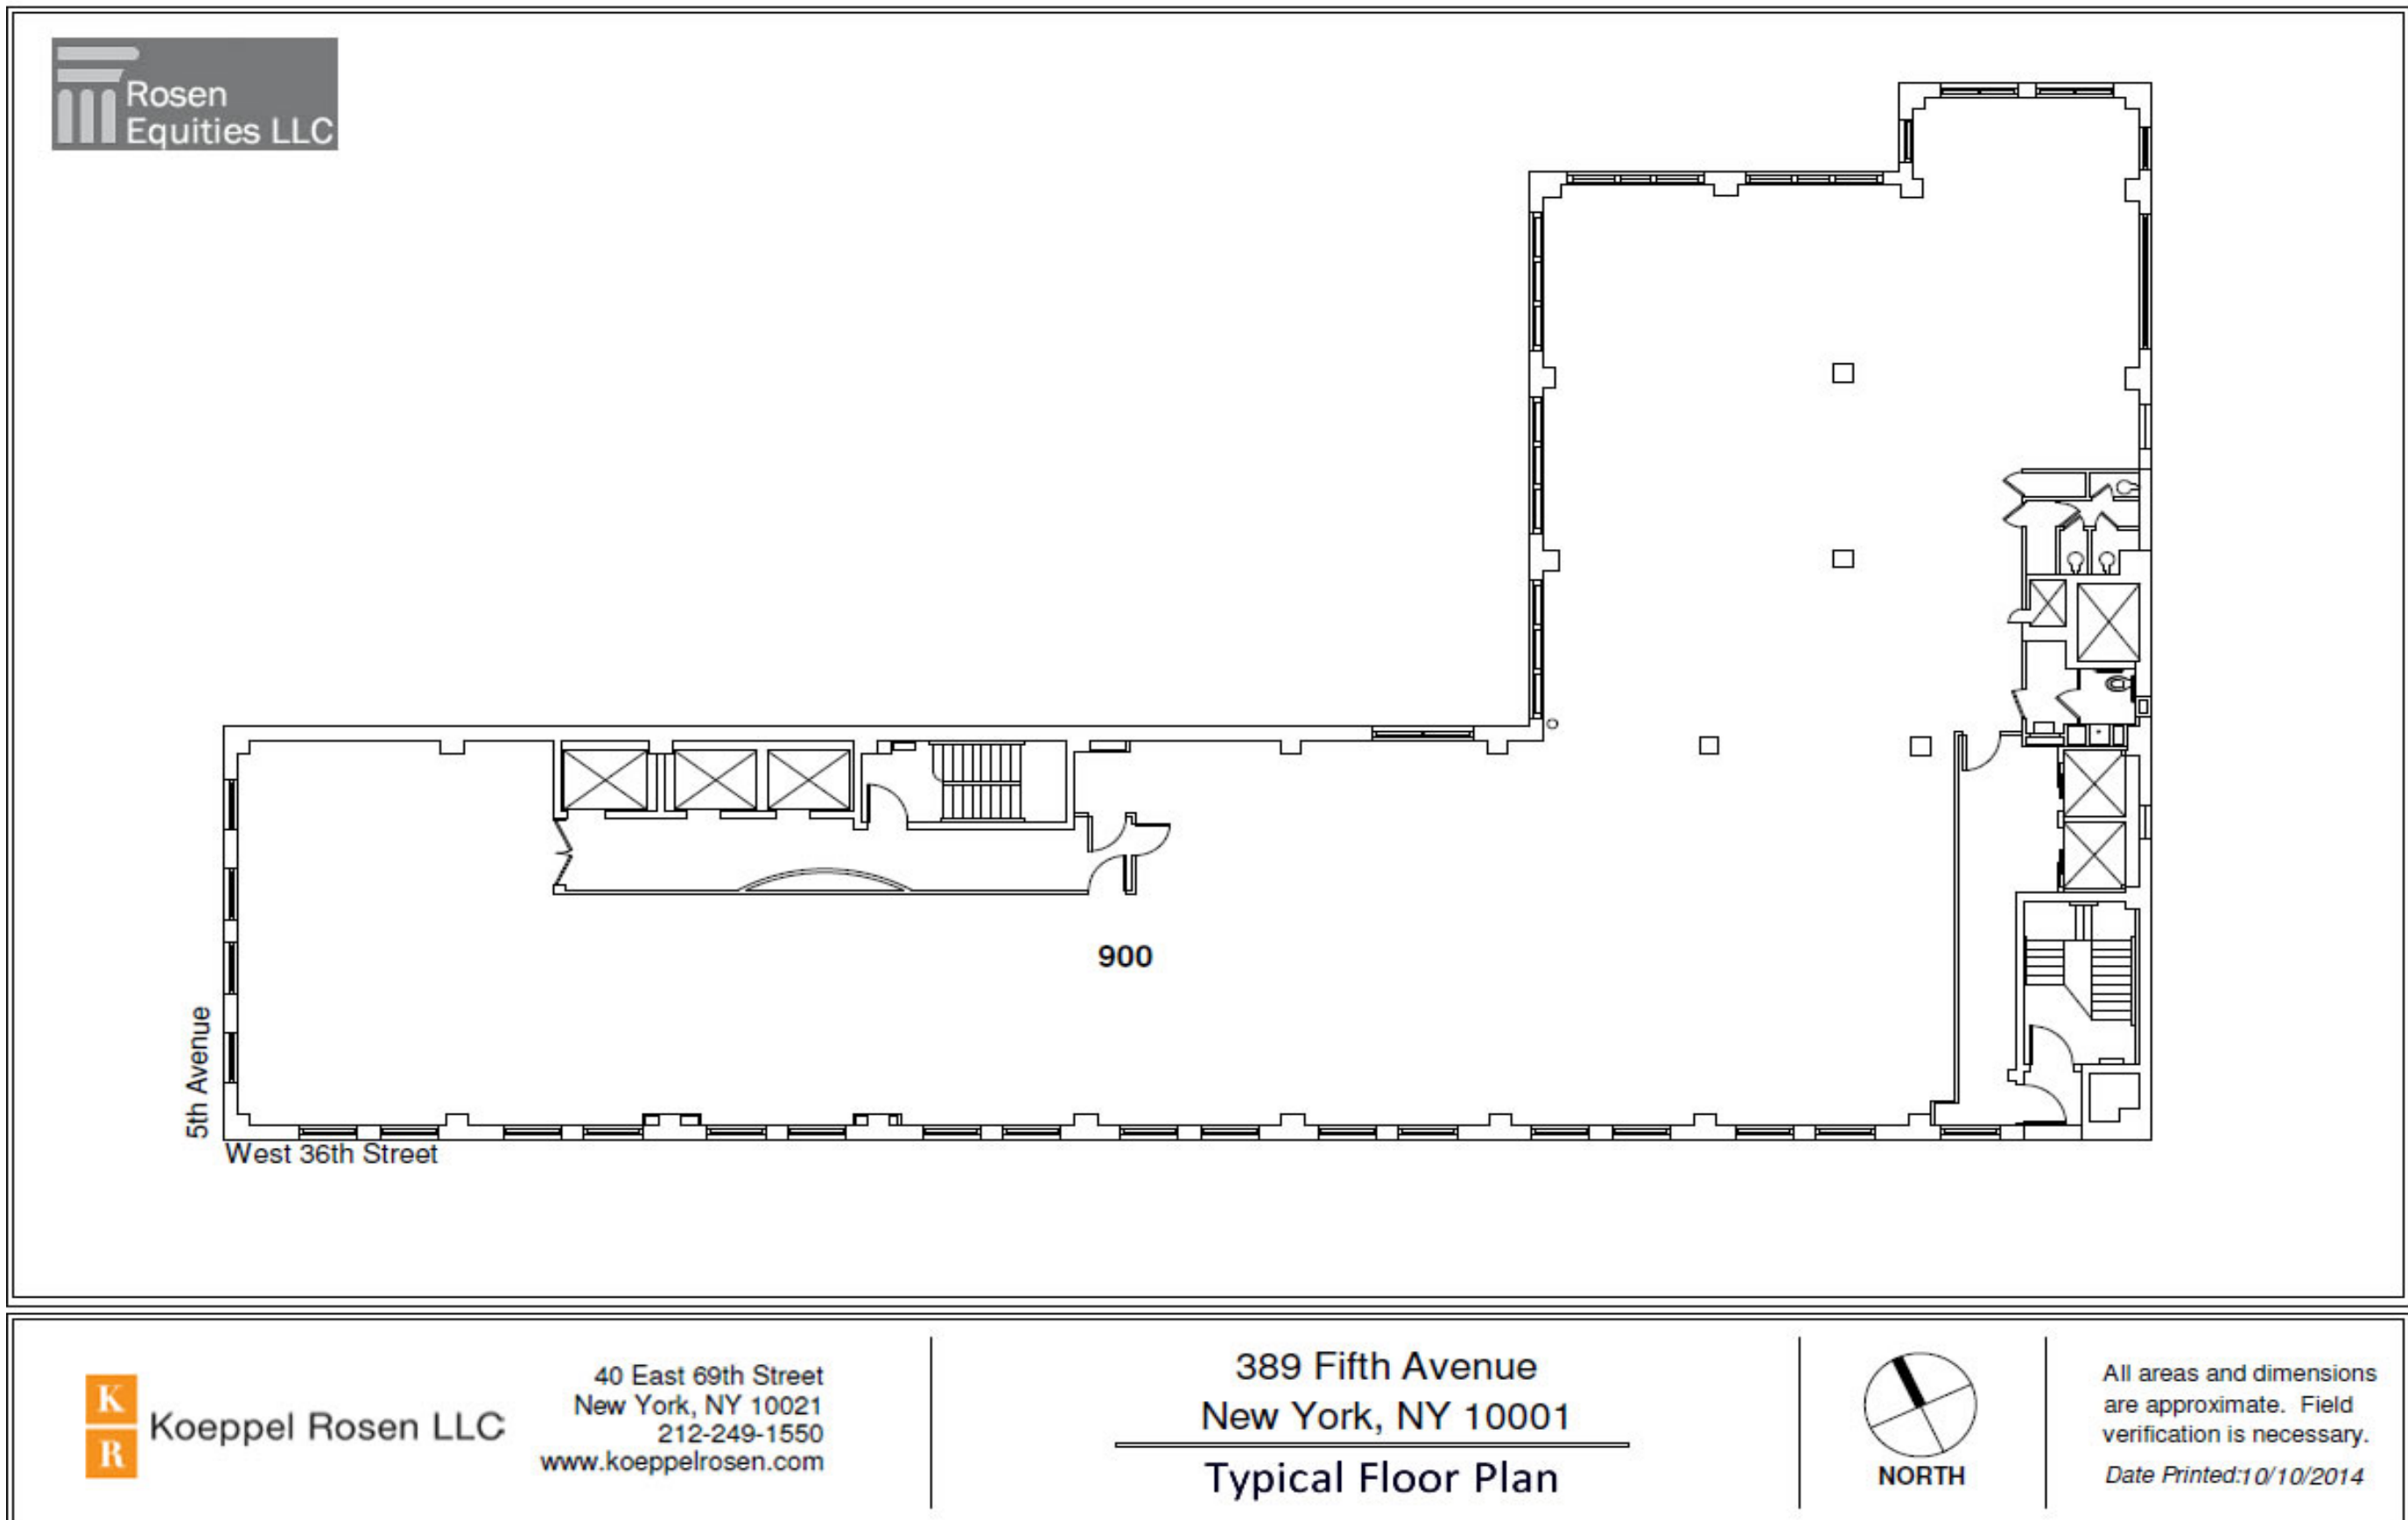 Rosen
Equities LLC
900
5th Avenue
West 36th Street
K
R
Koeppel Rosen LLC
40 East 69th Street
New York, NY 10021
212-249-1550
www.koeppelrosen.com
389 Fifth Avenue
New York, NY 10001
Typical Floor Plan
NORTH
All areas and dimensions
are approximate. Field
verification is necessary.
Date Printed:10/10/2014